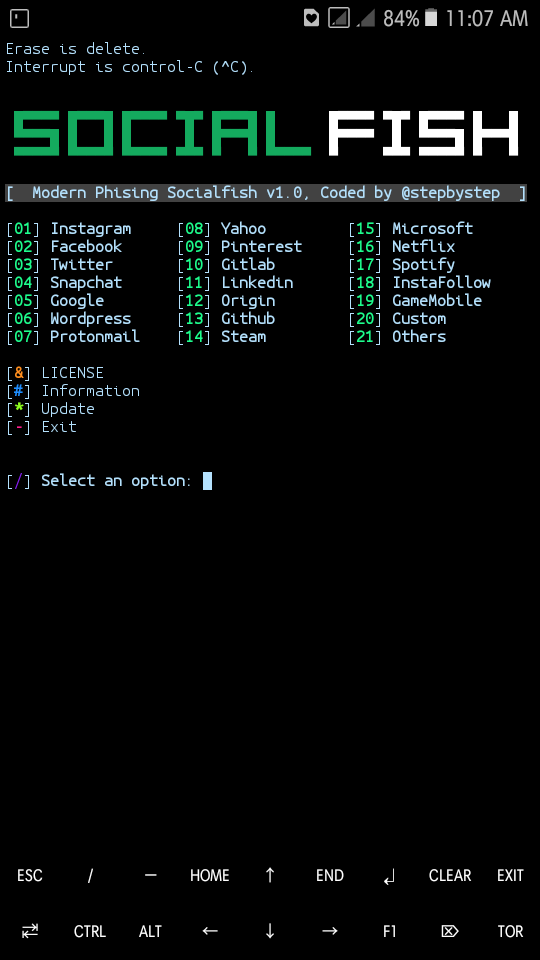 84% 11:07 AM
Erase is delete.
Interrupt is control-C (^C).
SOCIAL FISH
[ Modern Phising Socialfish v1.0, Coded by @stepbystep ]
[01] Instagram [08] Yahoo [15] Microsoft
[02] Facebook [09] Pinterest [16] Netflix
[03] Twitter [10] Gitlab [17] Spotify
[04] Snapchat [11] Linkedin [18] InstaFollow
[05] Google [12] Origin [19] GameMobile
[06] Wordpress [13] Github [20] Custom
[07] Protonmail [14] Steam [21] Others
[&] LICENSE
[#] Information
[*] Update
[-] Exit
[/] Select an option:
ESC / — HOME ↑ END ↲ CLEAR EXIT
⇄ CTRL ALT ← ↓ → F1 ⌦ TOR